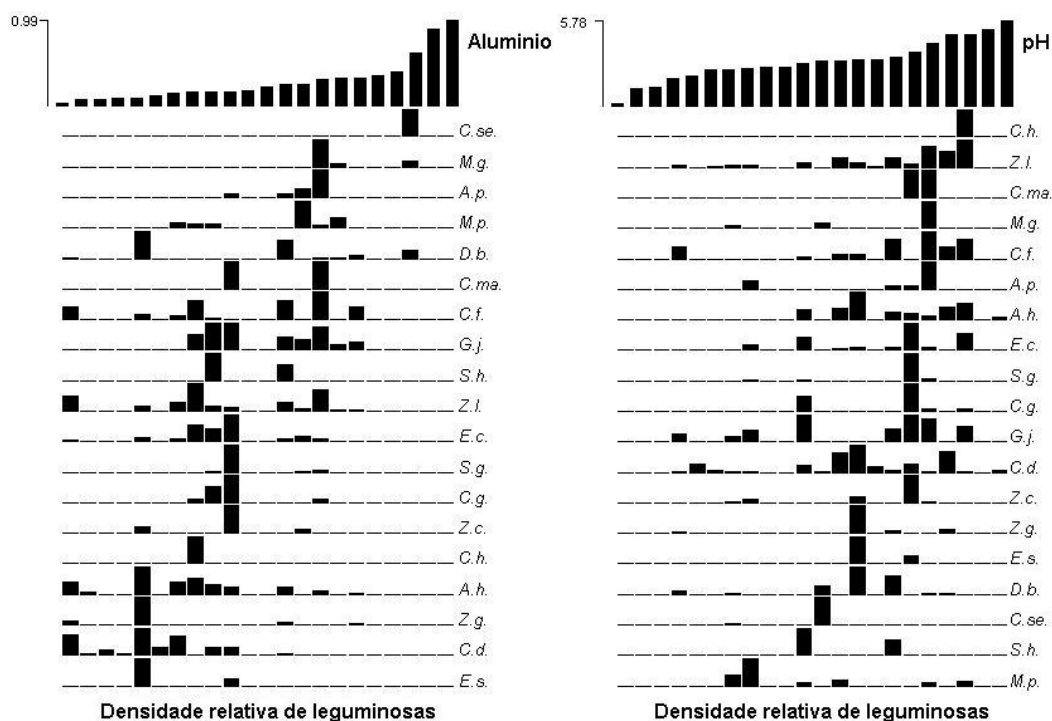 0.99
Aluminio
C.se.
M.g.
A.p.
M.p.
D.b.
C.ma.
C.f.
G.j.
S.h.
Z.l.
E.c.
S.g.
C.g.
Z.c.
C.h.
A.h.
Z.g.
C.d.
E.s.
Densidade relativa de leguminosas
5.78
pH
C.h.
Z.l.
C.ma.
M.g.
C.f.
A.p.
A.h.
E.c.
S.g.
C.g.
G.j.
C.d.
Z.c.
Z.g.
E.s.
D.b.
C.se.
S.h.
M.p.
Densidade relativa de leguminosas